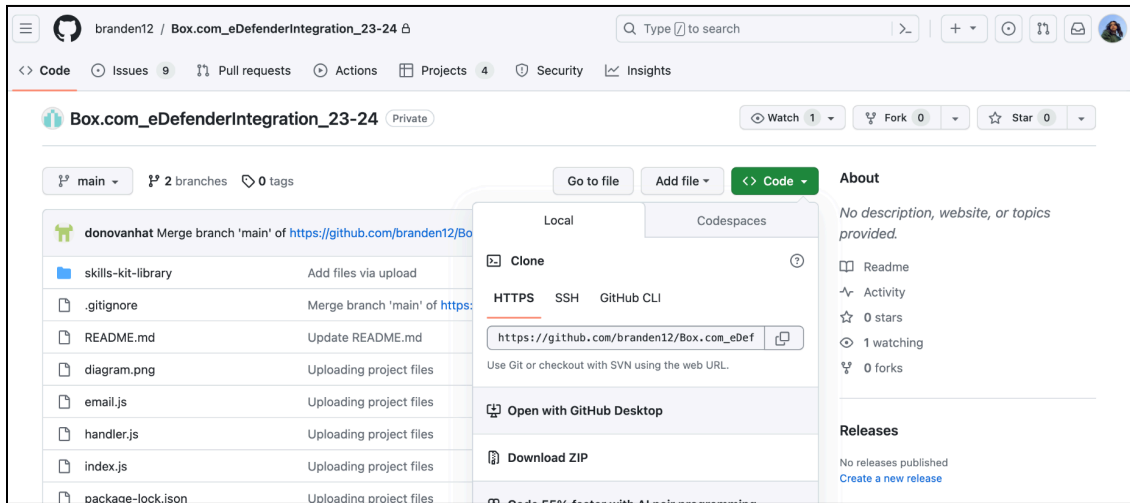 branden12 / Box.com_eDefenderIntegration_23-24
Type / to search
Code Issues 9 Pull requests Actions Projects 4 Security Insights
Box.com_eDefenderIntegration_23-24 Private
Watch 1 Fork 0 Star 0
main 2 branches 0 tags Go to file Add file Code
donovanhat Merge branch 'main' of https://github.com/branden12/Bo
skills-kit-library Add files via upload
.gitignore Merge branch 'main' of https:
README.md Update README.md
diagram.png Uploading project files
email.js Uploading project files
handler.js Uploading project files
index.js Uploading project files
package-lock.json Uploading project files
Local Codespaces
Clone
HTTPS SSH GitHub CLI
https://github.com/branden12/Box.com_eDef
Use Git or checkout with SVN using the web URL.
Open with GitHub Desktop
Download ZIP
Code 55% faster with AI pair programming
About
No description, website, or topics
provided.
Readme
Activity
0 stars
1 watching
0 forks
Releases
No releases published
Create a new release